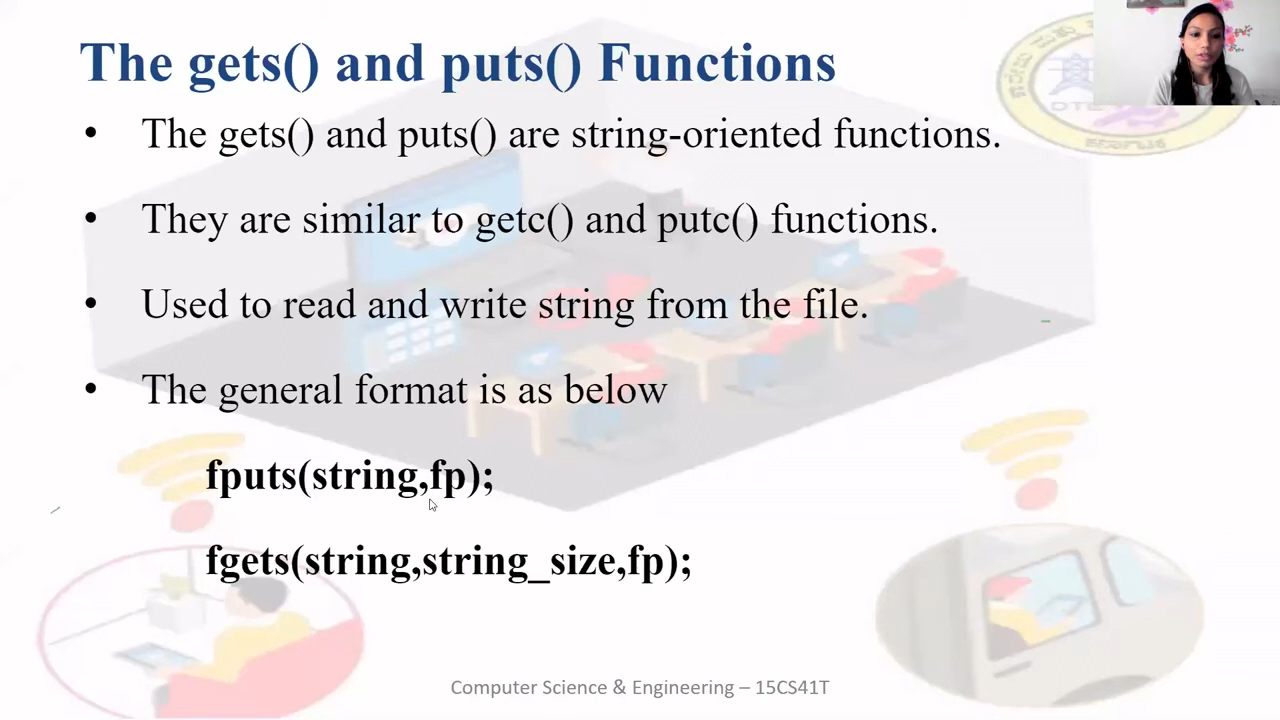 The gets() and puts() Functions
• The gets() and puts() are string-oriented functions.
• They are similar to getc() and putc() functions.
• Used to read and write string from the file.
• The general format is as below
fputs(string,fp);
fgets(string,string_size,fp);
Computer Science & Engineering – 15CS41T